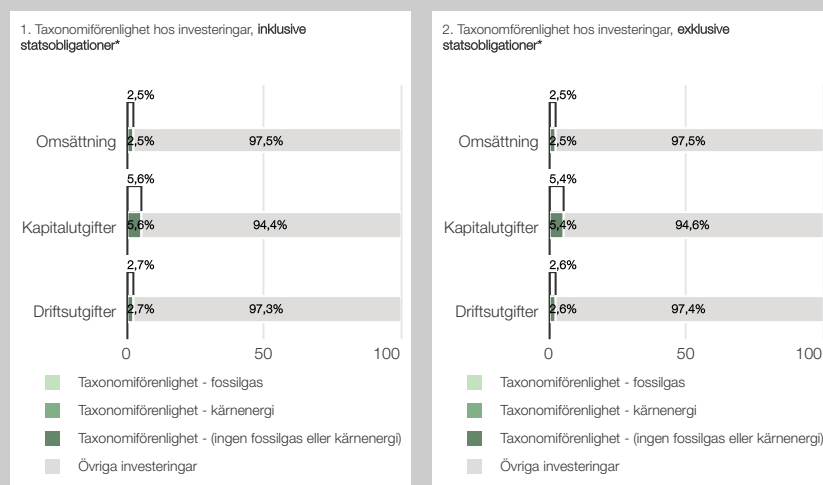 1. Taxonomiförenlighet hos investeringar, inklusive
statsobligationer*
2,5%
Omsättning 2,5% 97,5%
5,6%
Kapitalutgifter 5,6% 94,4%
2,7%
Driftsutgifter 2,7% 97,3%
0 50 100
Taxonomiförenlighet - fossilgas
Taxonomiförenlighet - kärnenergi
Taxonomiförenlighet - (ingen fossilgas eller kärnenergi)
Övriga investeringar
2. Taxonomförenlighet hos investeringar, exklusive
statsobligationer*
2,5%
Omsättning 2,5% 97,5%
5,4%
Kapitalutgifter 5,4% 94,6%
2,6%
Driftsutgifter 2,6% 97,4%
0 50 100
Taxonomiförenlighet - fossilgas
Taxonomiförenlighet - kärnenergi
Taxonomiförenlighet - (ingen fossilgas eller kärnenergi)
Övriga investeringar